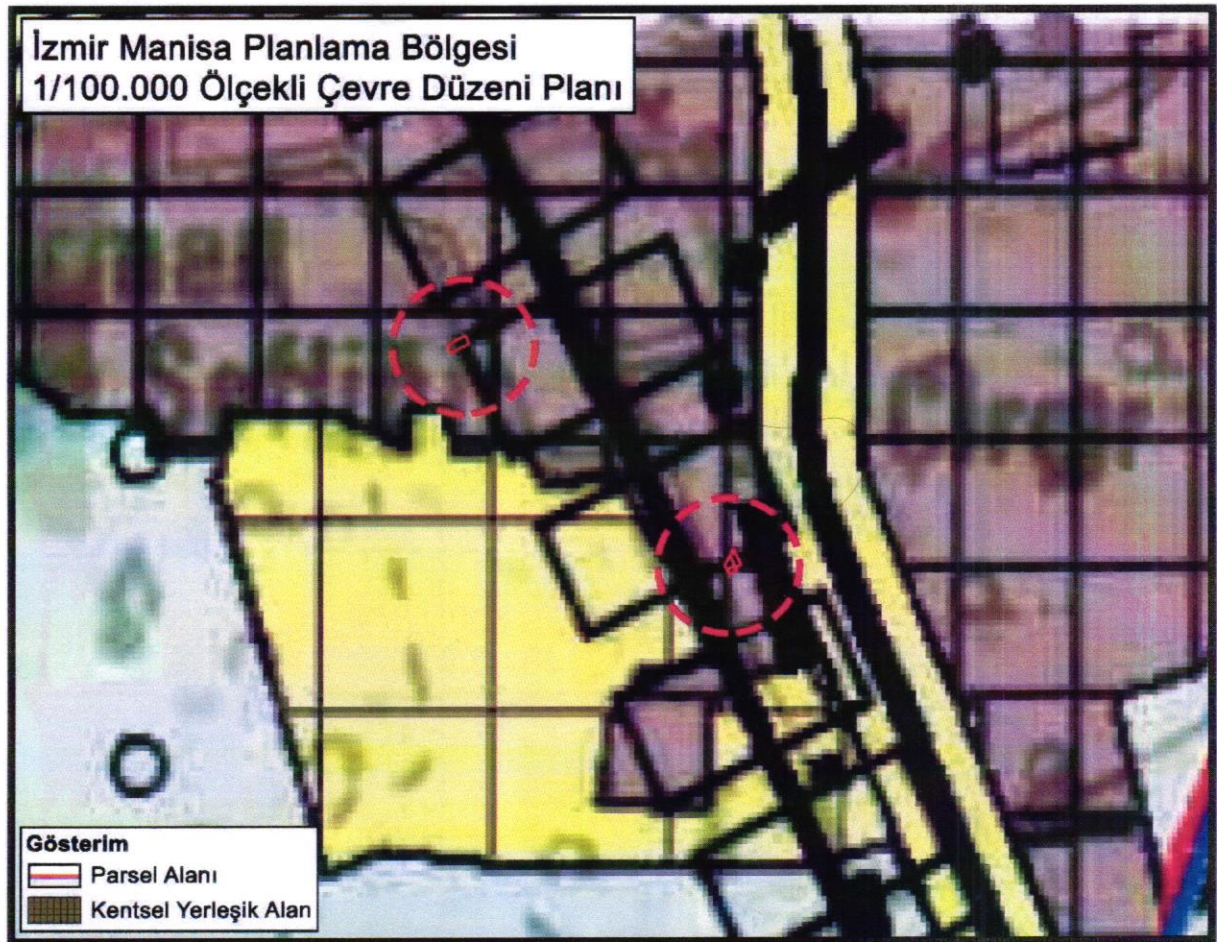 İzmir Manisa Planlama Bölgesi
1/100.000 Ölçekli Çevre Düzeni Planı
Gösterim
Parsel Alanı
Kentsel Yerleşik Alan